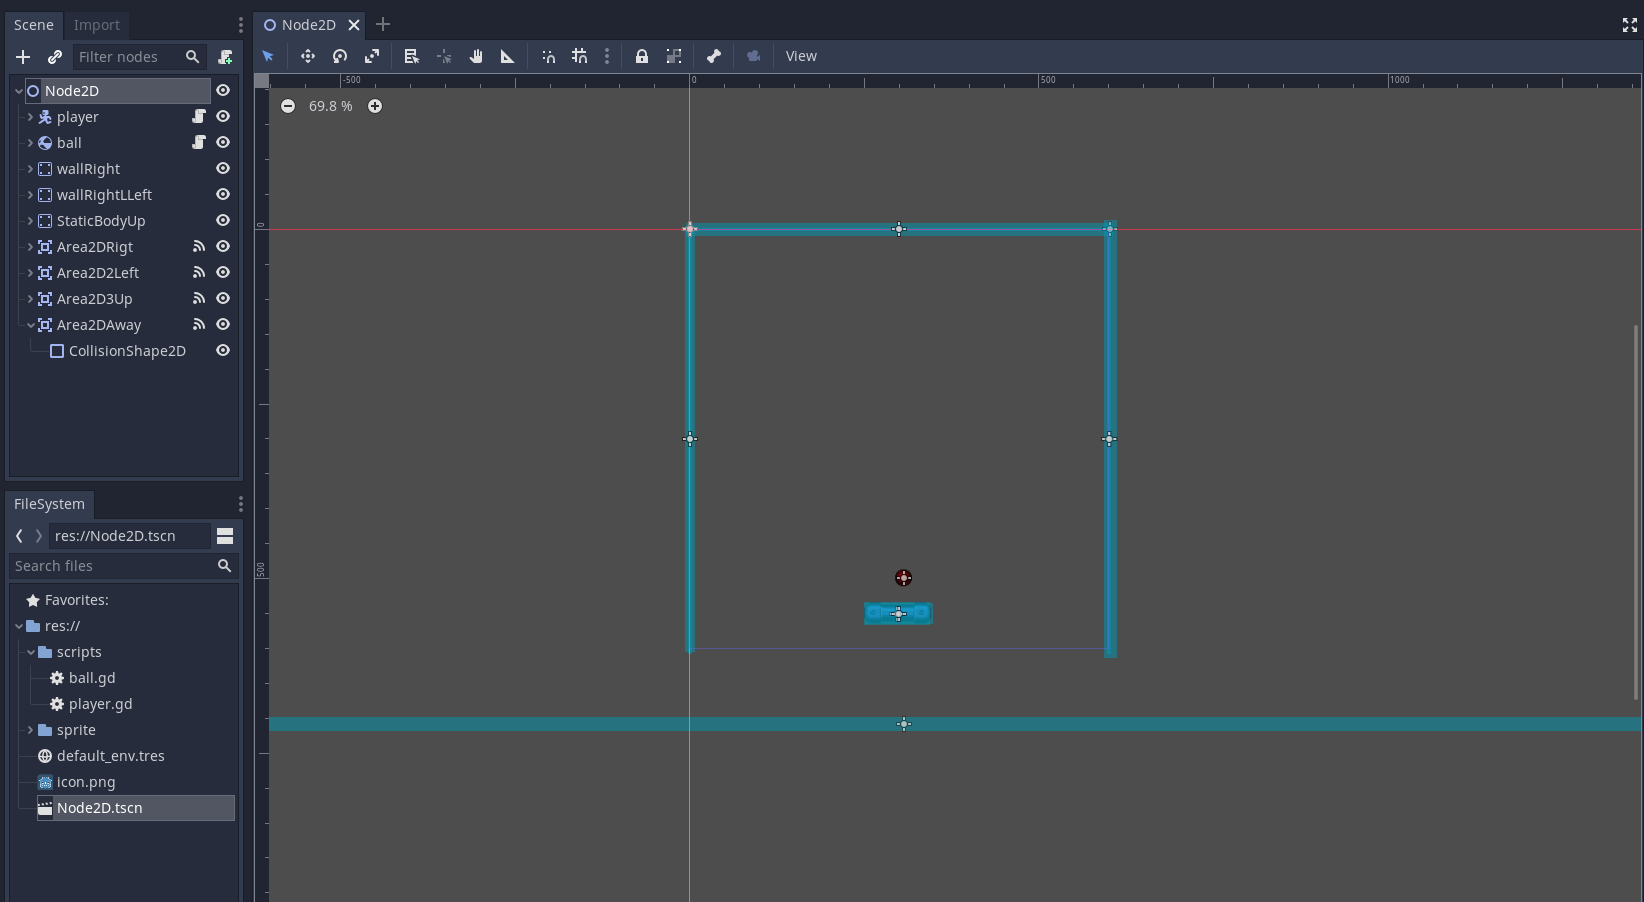 Scene Import
Filter nodes
Node2D
player
ball
wallRight
wallRightLLeft
StaticBodyUp
Area2DRigt
Area2D2Left
Area2D3Up
Area2DAway
CollisionShape2D
FileSystem
res://Node2D.tscn
Search files
Favorites:
res://
scripts
ball.gd
player.gd
sprite
default_env.tres
icon.png
Node2D.tscn
Node2D
View
-500 0 500 1000
69.8 %
0
500